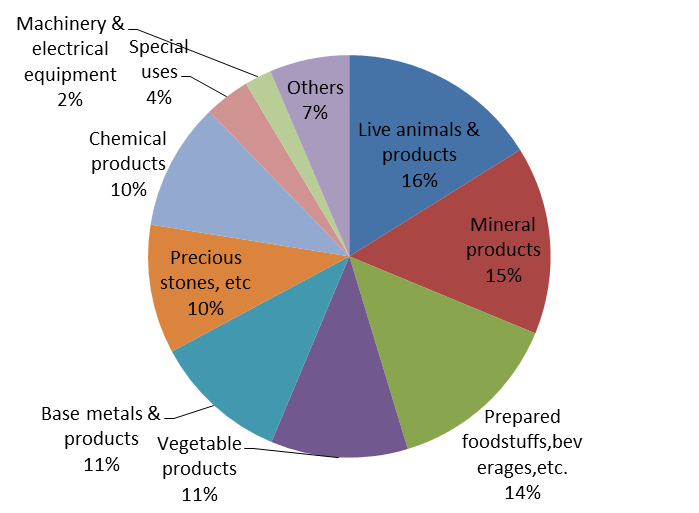 Machinery &
electrical
equipment
2%
Special
uses
4%
Others
7%
Live animals &
products
16%
Chemical
products
10%
Mineral
products
15%
Precious
stones, etc
10%
Base metals &
products
11%
Vegetable
products
11%
Prepared
foodstuffs,bev
erages,etc.
14%